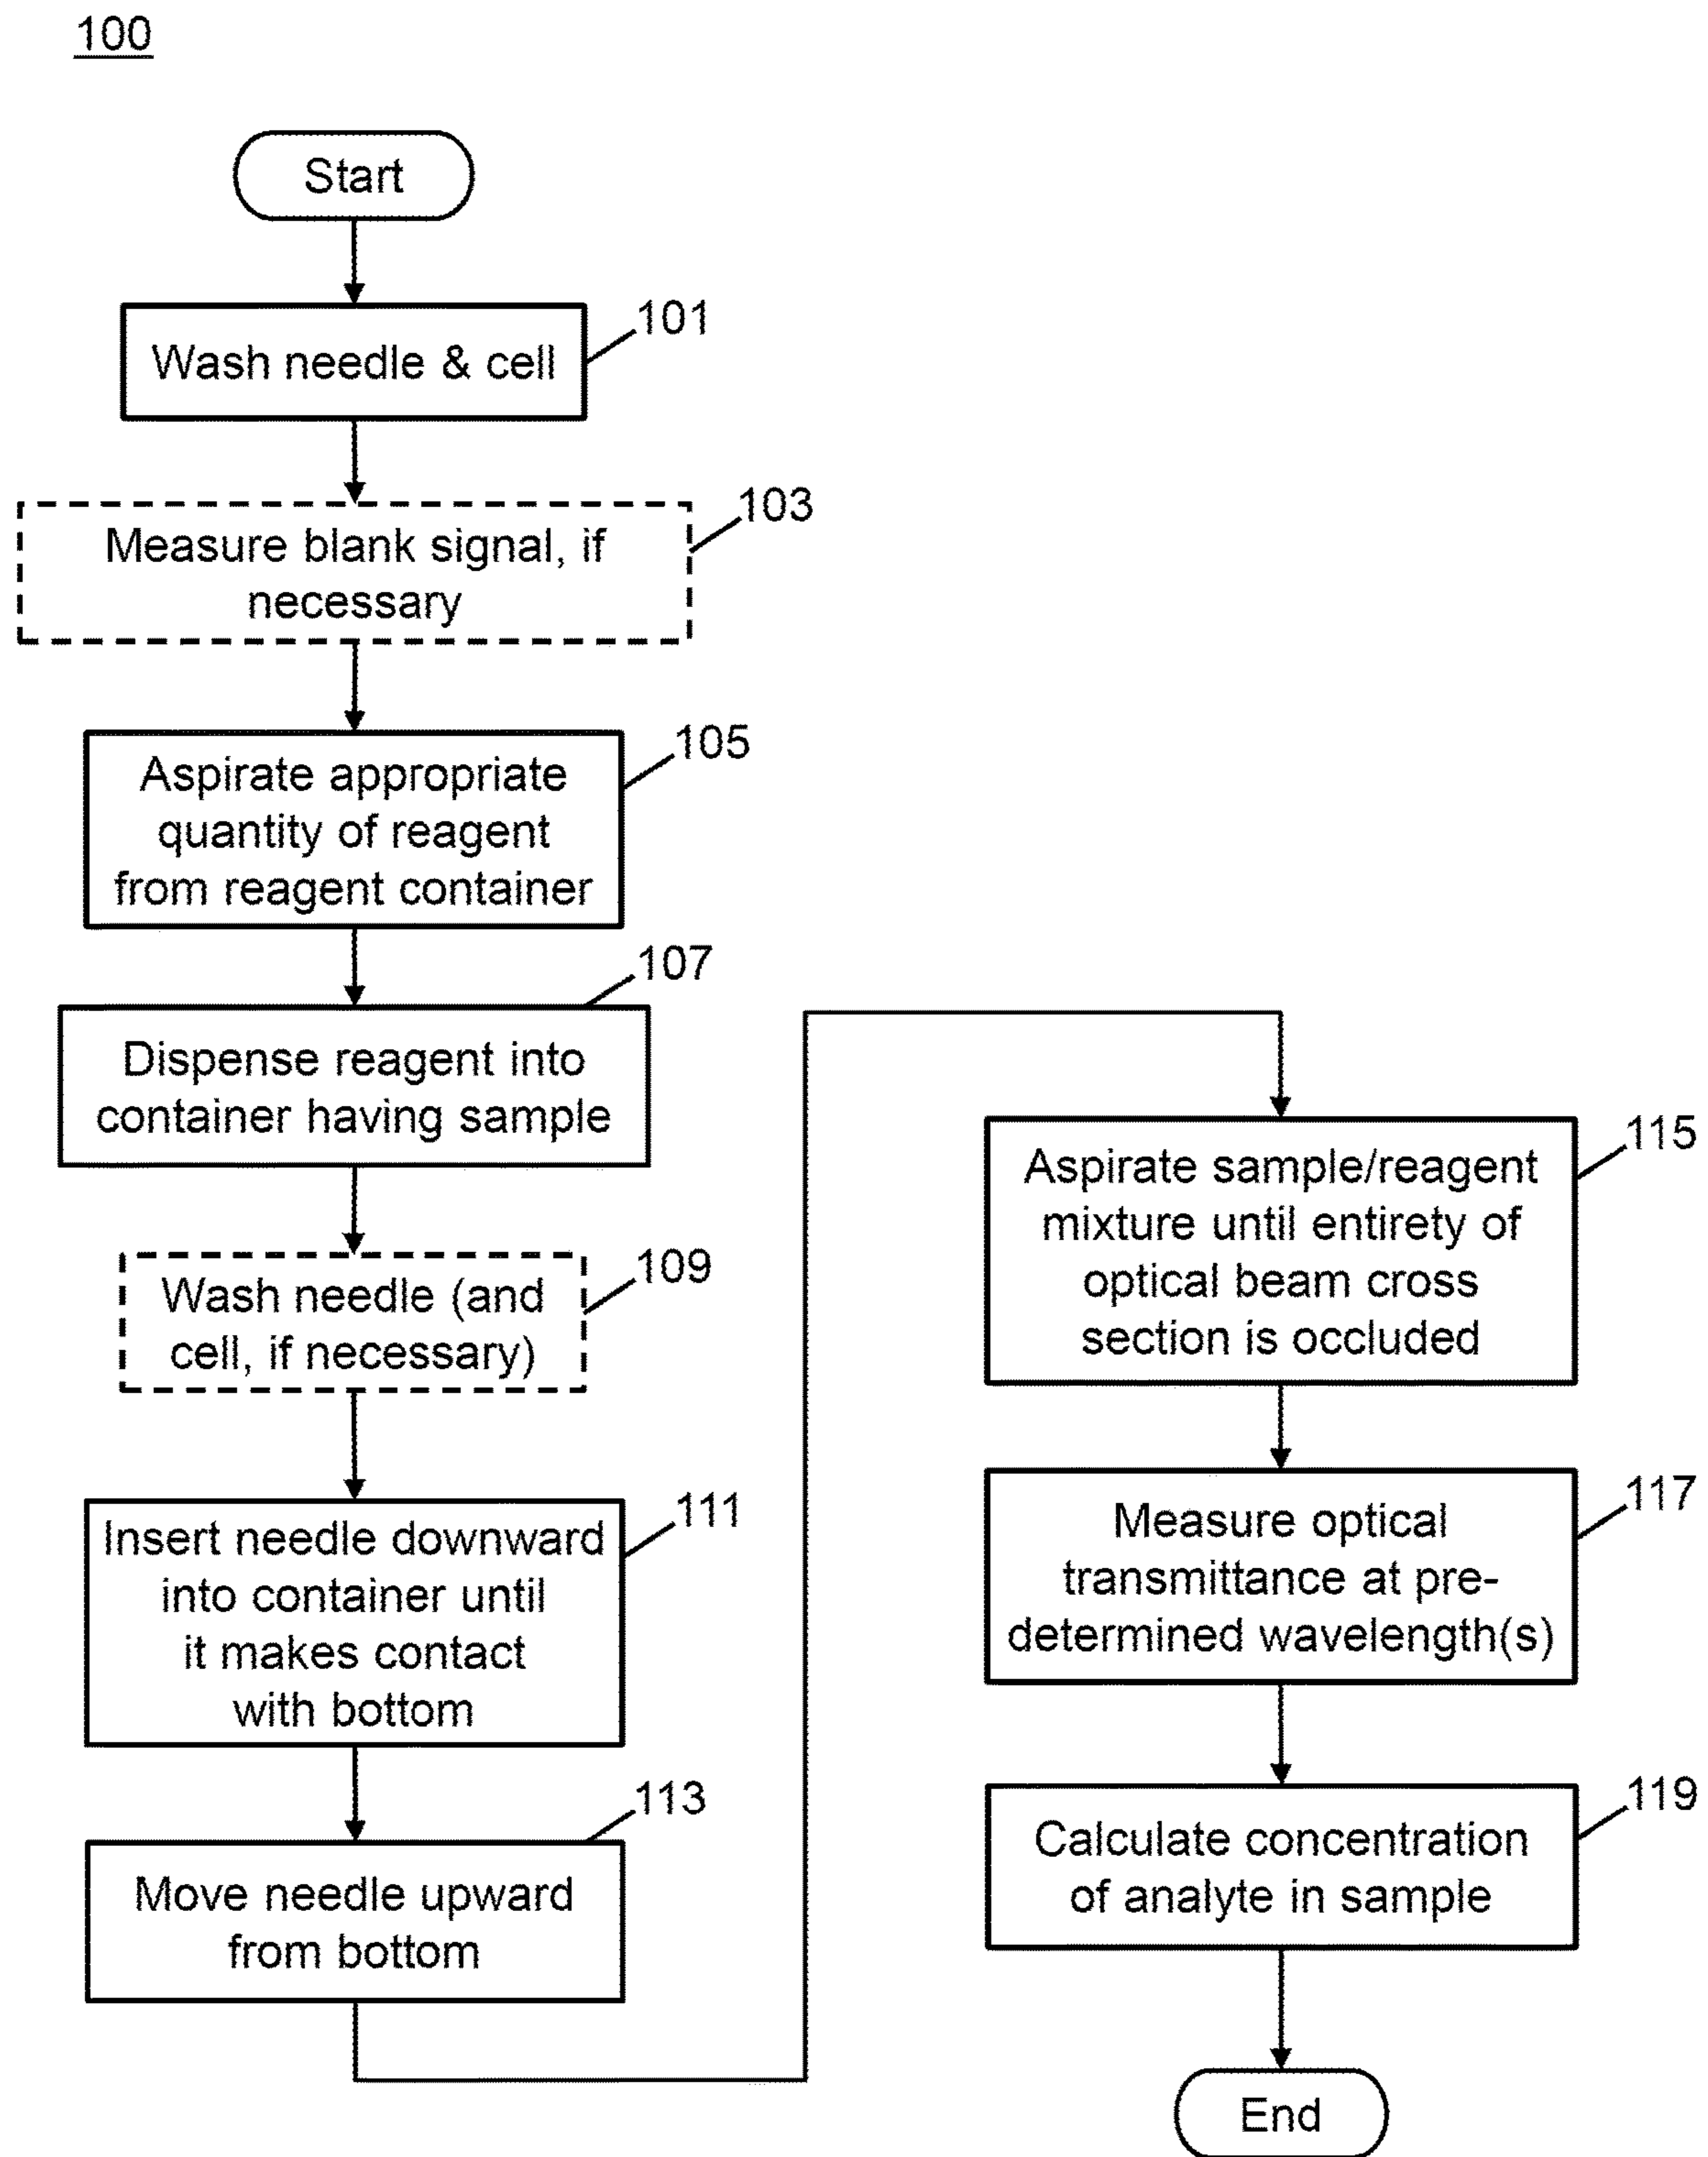 100
Start
101
Wash needle & cell
103
Measure blank signal, if
necessary
105
Aspirate appropriate
quantity of reagent
from reagent container
107
Dispense reagent into
container having sample
109
Wash needle (and
cell, if necessary)
111
Insert needle downward
into container until
it makes contact
with bottom
113
Move needle upward
from bottom
115
Aspirate sample/reagent
mixture until entirety of
optical beam cross
section is occluded
117
Measure optical
transmittance at pre-
determined wavelength(s)
119
Calculate concentration
of analyte in sample
End